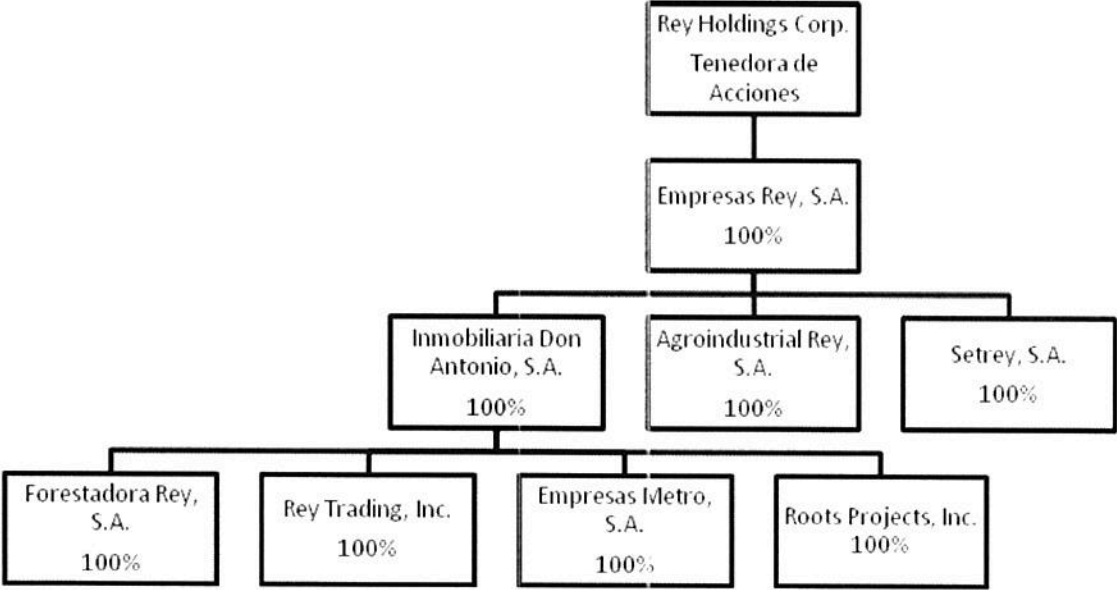 Rey Holdings Corp.
Tenedora de
Acciones
Empresas Rey, S.A.
100%
Inmobiliaria Don
Antonio, S.A.
100%
Agroindustrial Rey,
S.A.
100%
Setrey, S.A.
100%
Forestadora Rey,
S.A.
100%
Rey Trading, Inc.
100%
Empresas Metro,
S.A.
100%
Roots Projects, Inc.
100%